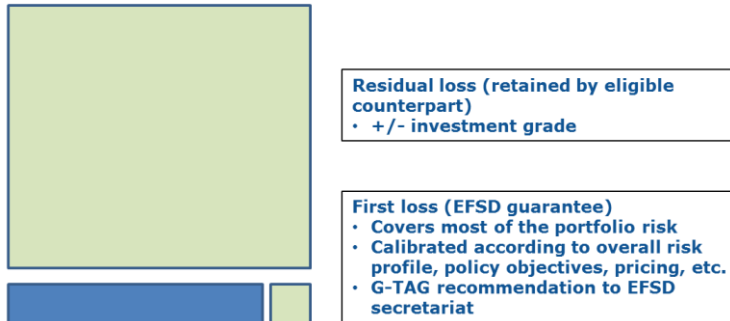 Residual loss (retained by eligible
counterpart)
• +/- investment grade
First loss (EFSD guarantee)
• Covers most of the portfolio risk
• Calibrated according to overall risk
profile, policy objectives, pricing, etc.
• G-TAG recommendation to EFSD
secretariat